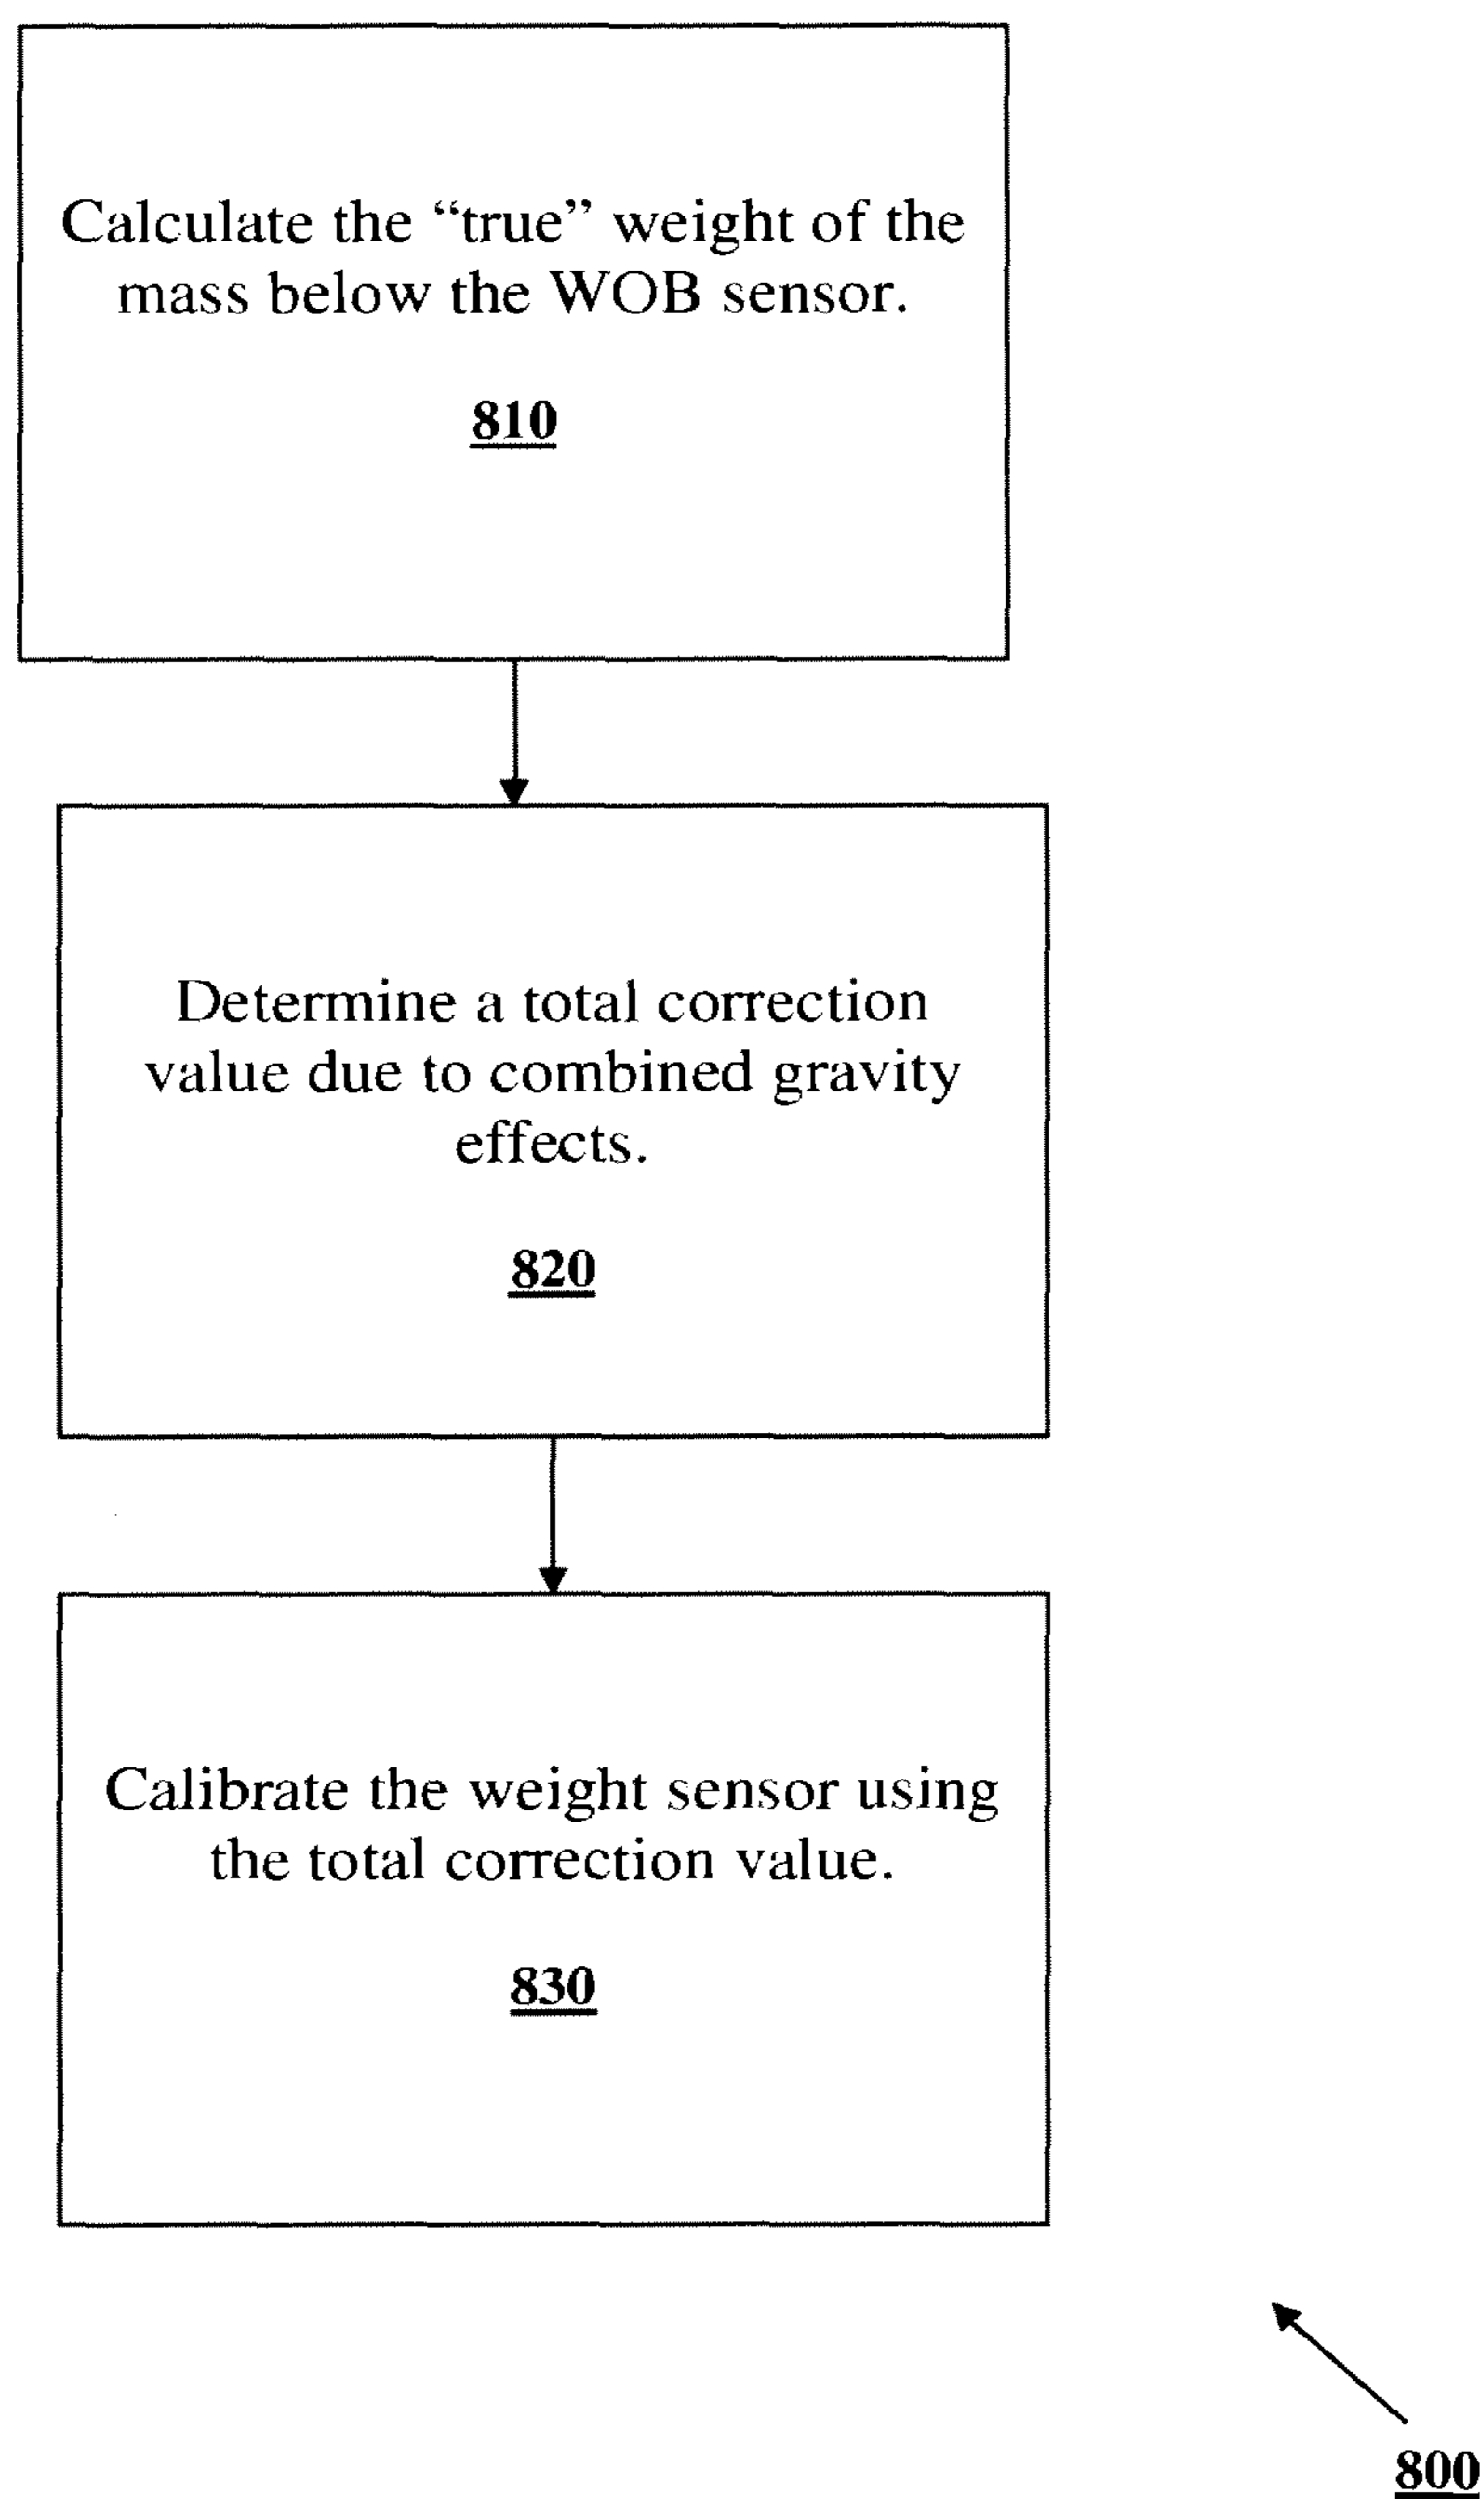 Calculate the “true” weight of the
mass below the WOB sensor.
810
Determine a total correction
value due to combined gravity
effects.
820
Calibrate the weight sensor using
the total correction value.
830
800